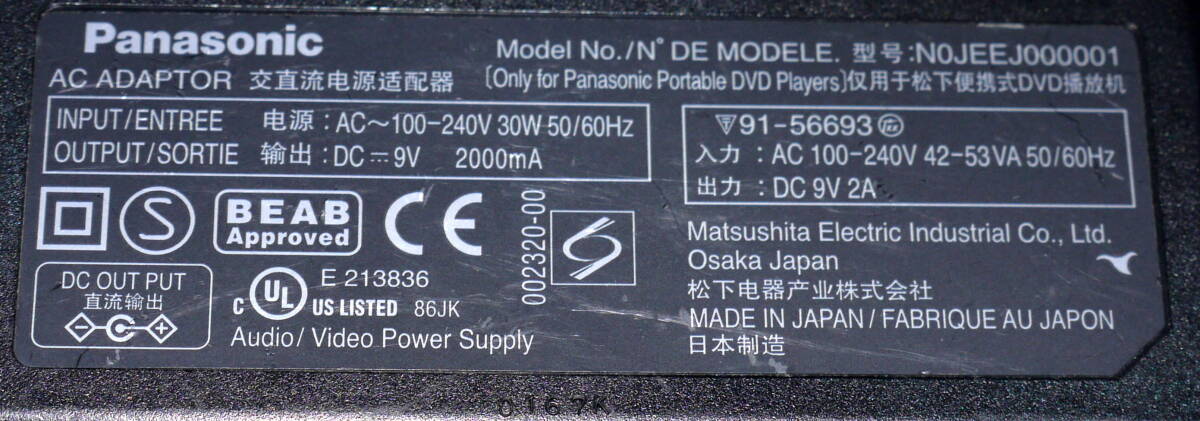 Panasonic
Model No./N° DE MODELE. 型号:N0JEEJ000001
AC ADAPTOR 交直流电源适配器
(Only for Panasonic Portable DVD Players)仅用于松下便携式DVD播放机
INPUT/ENTREE 电源 : AC～100-240V 30W 50/60Hz
OUTPUT/SORTIE 输出 : DC⎓9V 2000mA
91-56693
入力 : AC 100-240V 42-53VA 50/60Hz
出力 : DC 9V 2A
S
BEAB
Approved
CE
002320-00
DC OUT PUT
直流输出
C UL US LISTED 86JK
E 213836
Audio/Video Power Supply
Matsushita Electric Industrial Co., Ltd.
Osaka Japan
松下电器产业株式会社
MADE IN JAPAN / FABRIQUE AU JAPON
日本制造